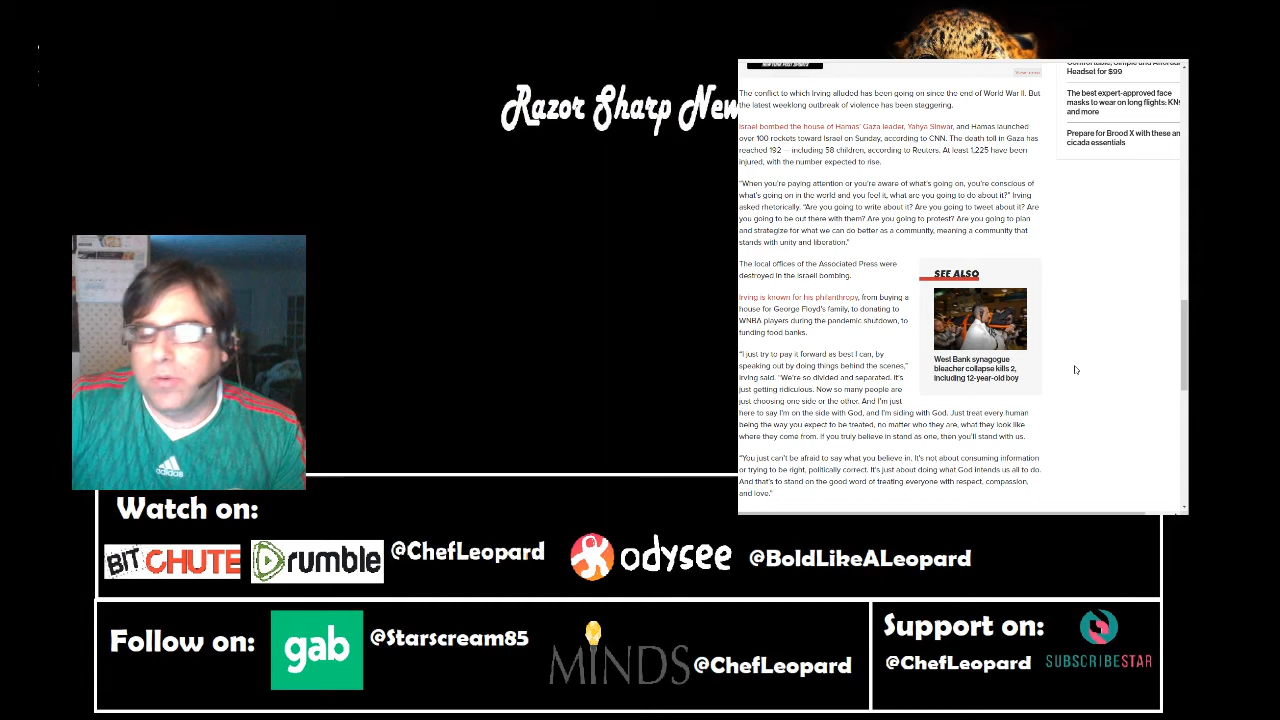 Razor Sharp New
NEW YORK POST SPORTS
The conflict to which Irving alluded has been going on since the end of World War II. But
the latest weeklong outbreak of violence has been staggering.
Israel bombed the house of Hamas' Gaza leader, Yahya Sinwar, and Hamas launched
over 100 rockets toward Israel on Sunday, according to CNN. The death toll in Gaza has
reached 192 — including 58 children, according to Reuters. At least 1,225 have been
injured, with the number expected to rise.
"When you're paying attention or you're aware of what's going on, you're conscious of
what's going on in the world and you feel it, what are you going to do about it?" Irving
asked rhetorically. "Are you going to write about it? Are you going to tweet about it? Are
you going to be out there with them? Are you going to protest? Are you going to plan
and strategize for what we can do better as a community, meaning a community that
stands with unity and liberation."
The local offices of the Associated Press were
destroyed in the Israeli bombing.
Irving is known for his philanthropy, from buying a
house for George Floyd's family, to donating to
WNBA players during the pandemic shutdown, to
funding food banks.
"I just try to pay it forward as best I can, by
speaking out by doing things behind the scenes,"
Irving said. "We're so divided and separated. It's
just getting ridiculous. Now so many people are
just choosing one side or the other. And I'm just
here to say I'm on the side with God, and I'm siding with God. Just treat every human
being the way you expect to be treated, no matter who they are, what they look like
where they come from. If you truly believe in stand as one, then you'll stand with us.
"You just can't be afraid to say what you believe in. It's not about consuming information
or trying to be right, politically correct. It's just about doing what God intends us all to do.
And that's to stand on the good word of treating everyone with respect, compassion,
and love."
SEE ALSO
West Bank synagogue
bleacher collapse kills 2,
including 12-year-old boy
Comfortable, Simple and Affordab
Headset for $99
The best expert-approved face
masks to wear on long flights: KN9
and more
Prepare for Brood X with these an
cicada essentials
adidas
Watch on:
BITCHUTE
rumble
@ChefLeopard
odysee
@BoldLikeALeopard
Follow on:
gab
@Starscream85
MINDS
@ChefLeopard
Support on:
@ChefLeopard
SUBSCRIBESTAR